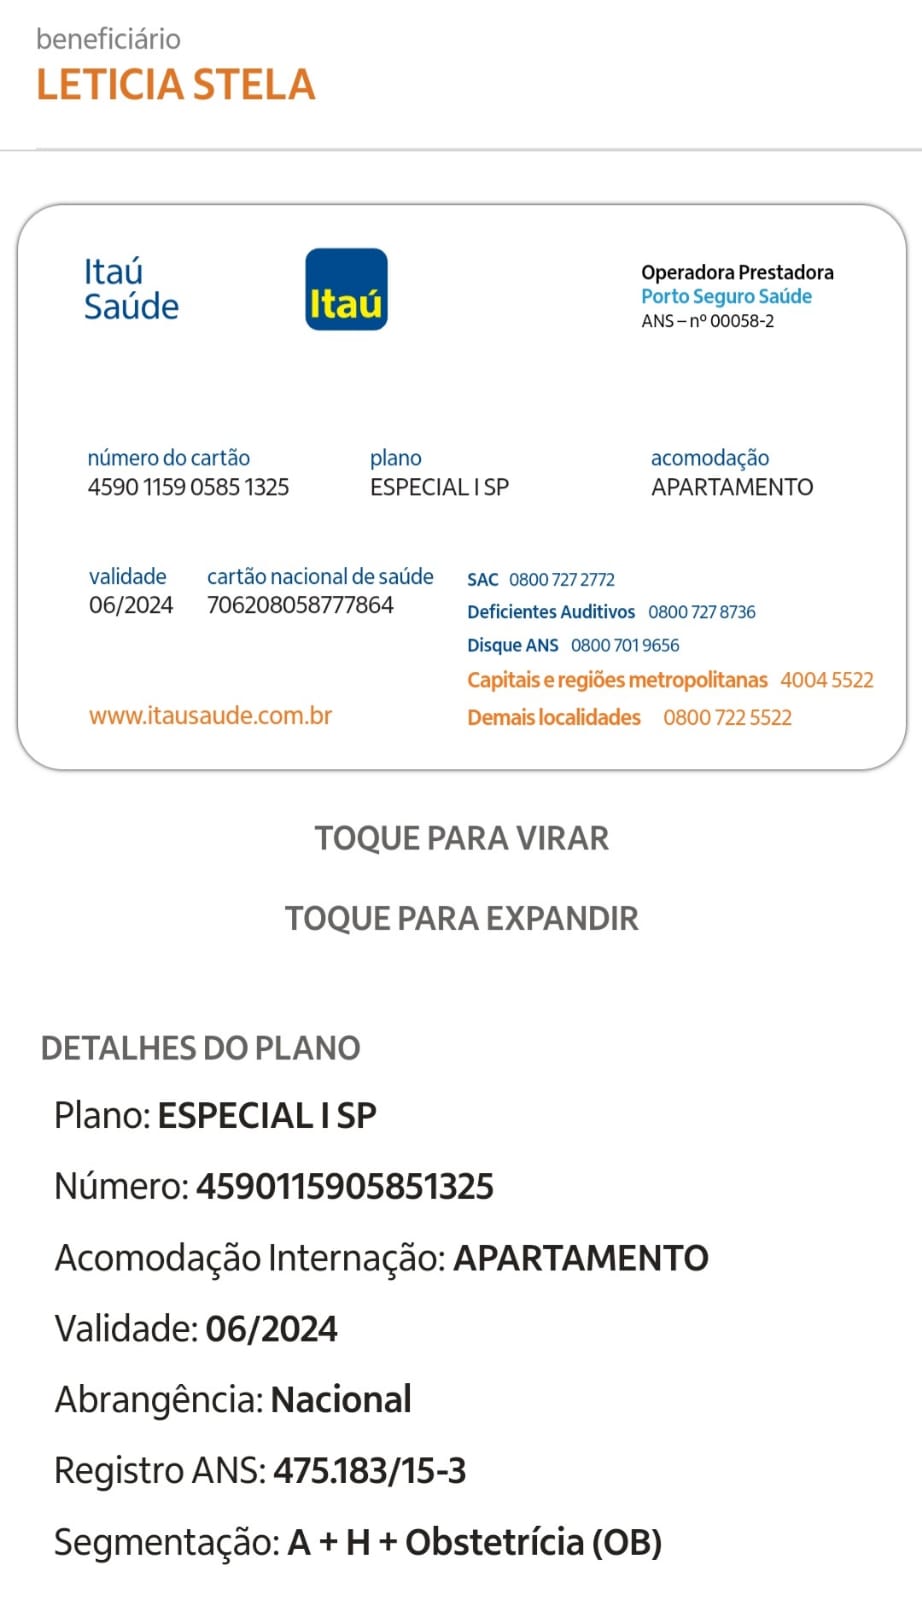 beneficiário
LETICIA STELA
Itaú
Saúde
Itaú
Operadora Prestadora
Porto Seguro Saúde
ANS – nº 00058-2
número do cartão
4590 1159 0585 1325
plano
ESPECIAL I SP
acomodação
APARTAMENTO
validade
06/2024
cartão nacional de saúde
706208058777864
SAC 0800 727 2772
Deficientes Auditivos 0800 727 8736
Disque ANS 0800 701 9656
Capitais e regiões metropolitanas 4004 5522
Demais localidades 0800 722 5522
www.itausaude.com.br
TOQUE PARA VIRAR
TOQUE PARA EXPANDIR
DETALHES DO PLANO
Plano: ESPECIAL I SP
Número: 4590115905851325
Acomodação Internação: APARTAMENTO
Validade: 06/2024
Abrangência: Nacional
Registro ANS: 475.183/15-3
Segmentação: A + H + Obstetrícia (OB)